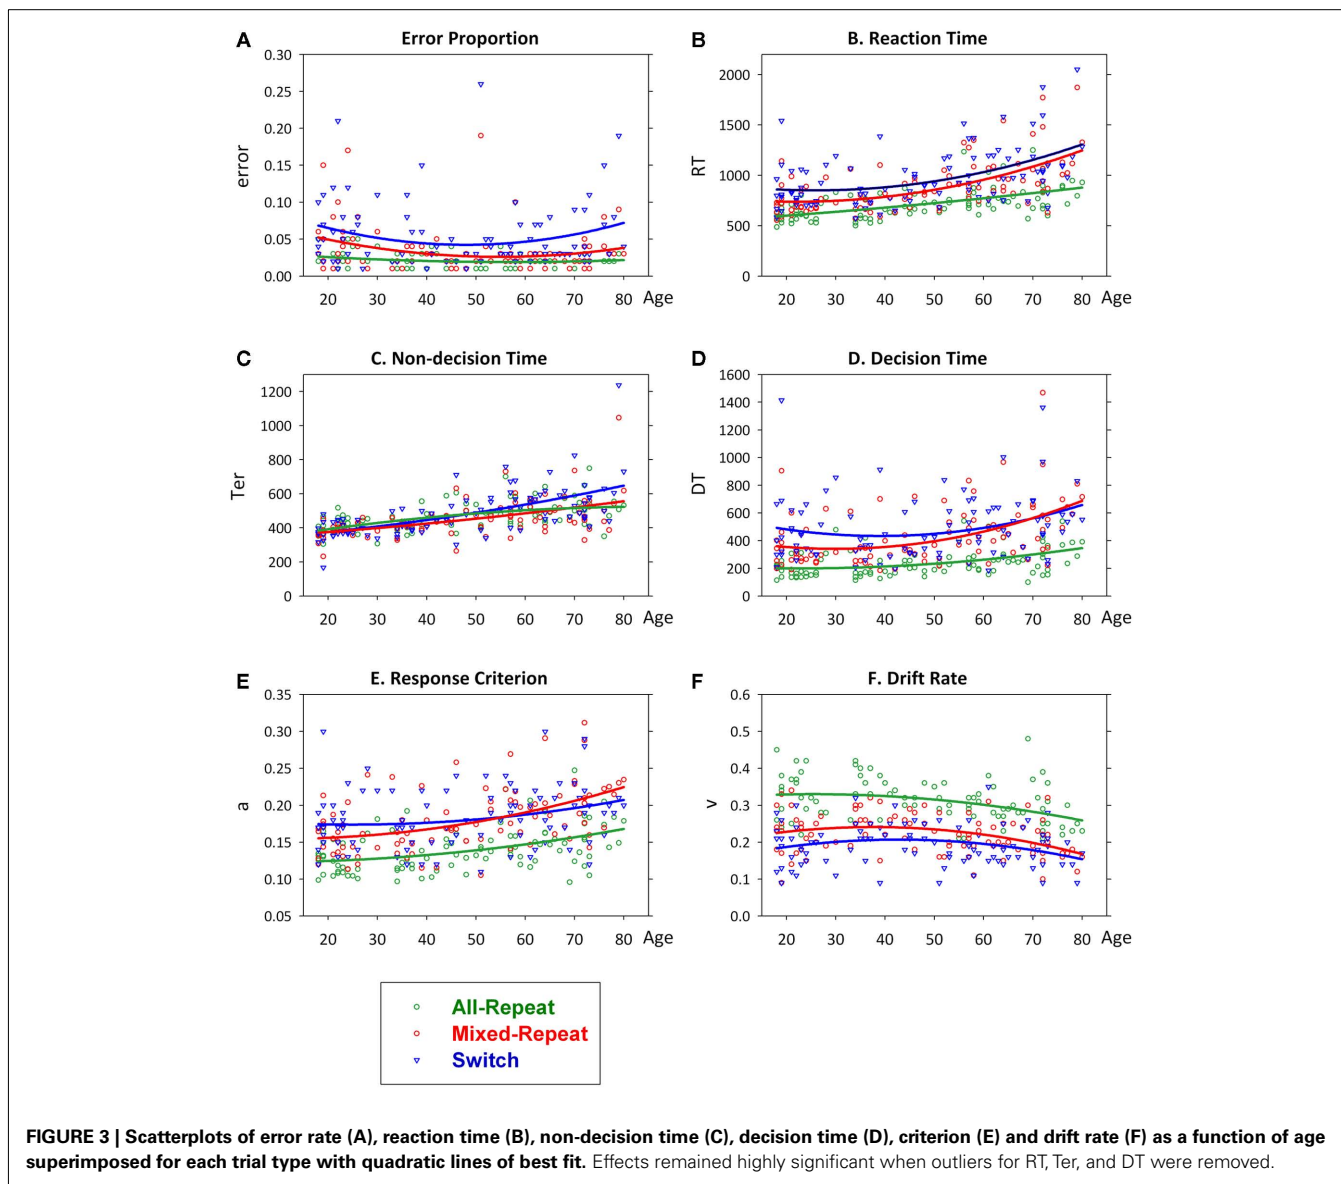 A
Error Proportion
0.30
0.25
0.20
0.15
0.10
0.05
0.00
error
20 30 40 50 60 70 80 Age
B
B. Reaction Time
2000
1500
1000
500
0
RT
20 30 40 50 60 70 80 Age
C
C. Non-decision Time
1200
1000
800
600
400
200
0
Ter
20 30 40 50 60 70 80 Age
D
D. Decision Time
1600
1400
1200
1000
800
600
400
200
0
DT
20 30 40 50 60 70 80 Age
E
E. Response Criterion
0.35
0.30
0.25
0.20
0.15
0.10
0.05
a
20 30 40 50 60 70 80 Age
F
F. Drift Rate
0.6
0.5
0.4
0.3
0.2
0.1
0.0
v
20 30 40 50 60 70 80 Age
All-Repeat
Mixed-Repeat
Switch
FIGURE 3 | Scatterplots of error rate (A), reaction time (B), non-decision time (C), decision time (D), criterion (E) and drift rate (F) as a function of age
superimposed for each trial type with quadratic lines of best fit. Effects remained highly significant when outliers for RT, Ter, and DT were removed.